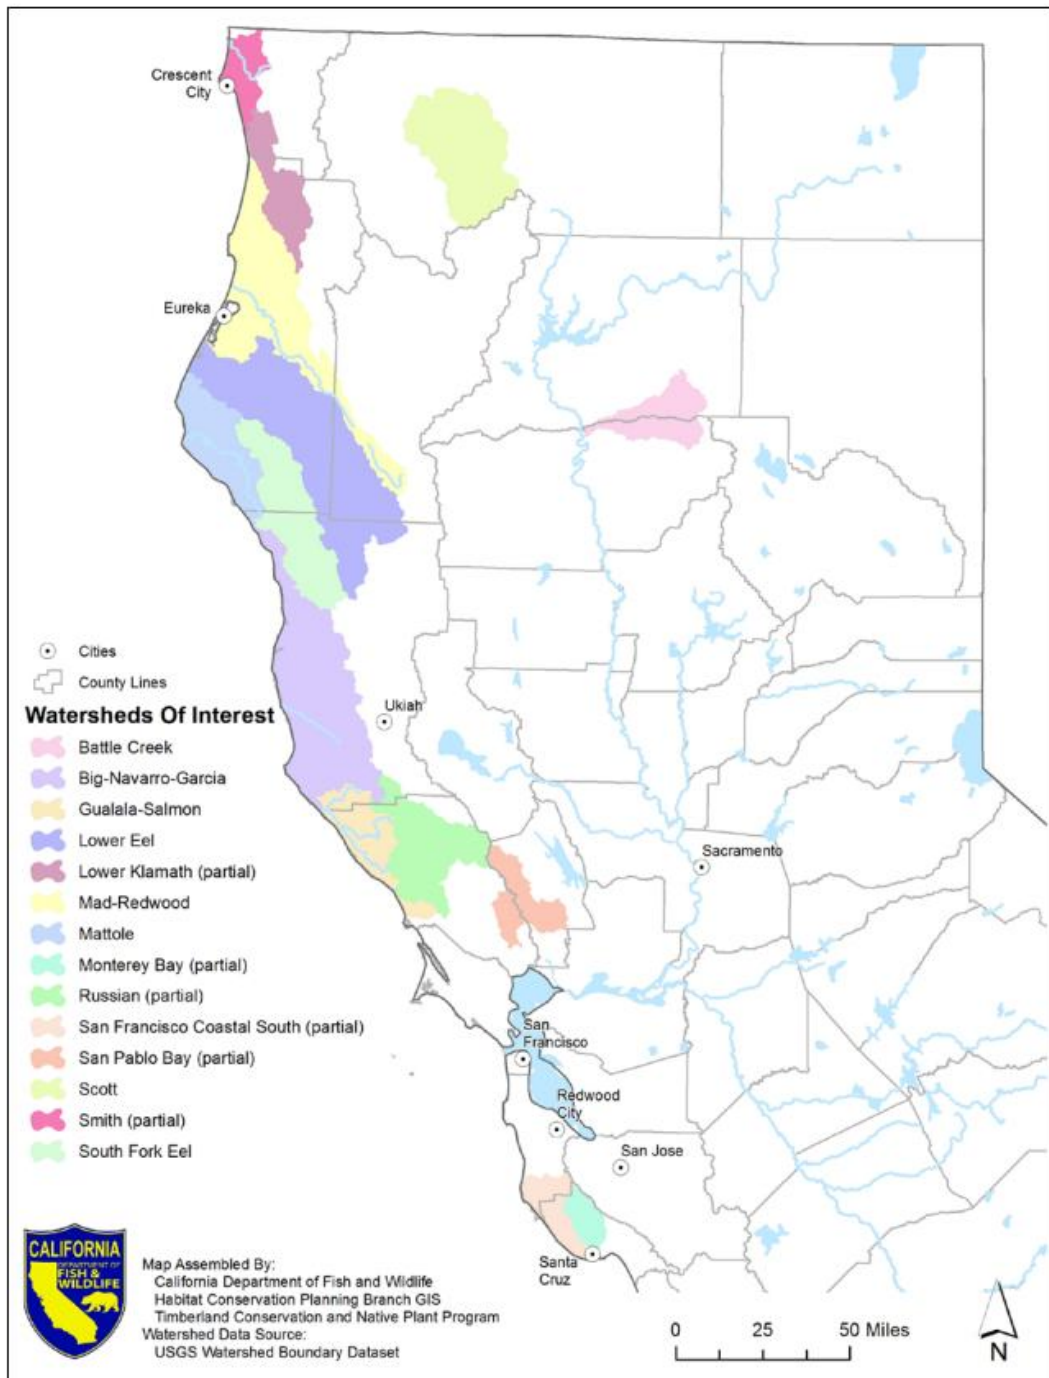 Crescent
City
Eureka
Cities
County Lines
Ukiah
Watersheds Of Interest
Battle Creek
Big-Navarro-Garcia
Gualala-Salmon
Lower Eel
Lower Klamath (partial)
Mad-Redwood
Mattole
Monterey Bay (partial)
Russian (partial)
San Francisco Coastal South (partial)
San Pablo Bay (partial)
Scott
Smith (partial)
South Fork Eel
Sacramento
San
Francisco
Redwood
City
San Jose
Santa
Cruz
CALIFORNIA
DEPARTMENT OF
FISH &
WILDLIFE
Map Assembled By:
California Department of Fish and Wildlife
Habitat Conservation Planning Branch GIS
Timberland Conservation and Native Plant Program
Watershed Data Source:
USGS Watershed Boundary Dataset
0 25 50 Miles
N